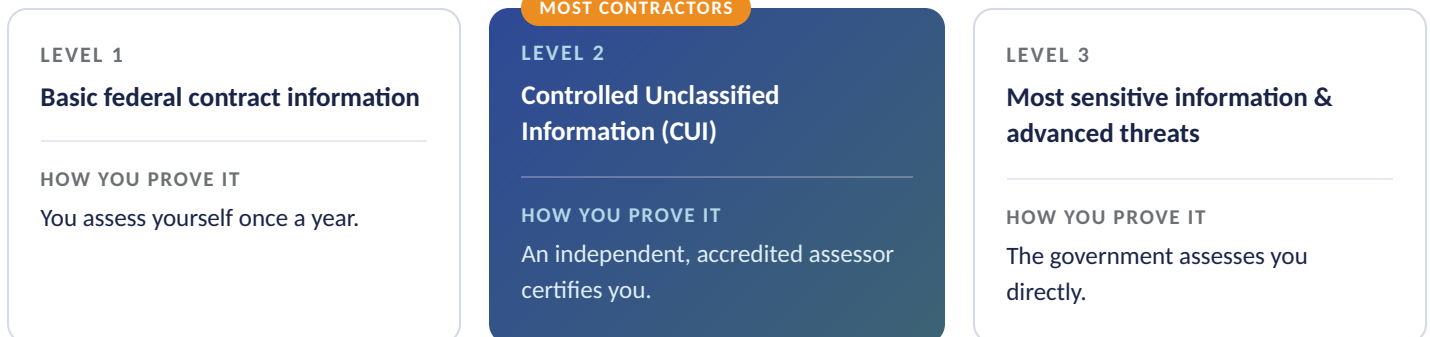 LEVEL 1
Basic federal contract information
HOW YOU PROVE IT
You assess yourself once a year.
MOST CONTRACTORS
LEVEL 2
Controlled Unclassified
Information (CUI)
HOW YOU PROVE IT
An independent, accredited assessor
certifies you.
LEVEL 3
Most sensitive information &
advanced threats
HOW YOU PROVE IT
The government assesses you
directly.